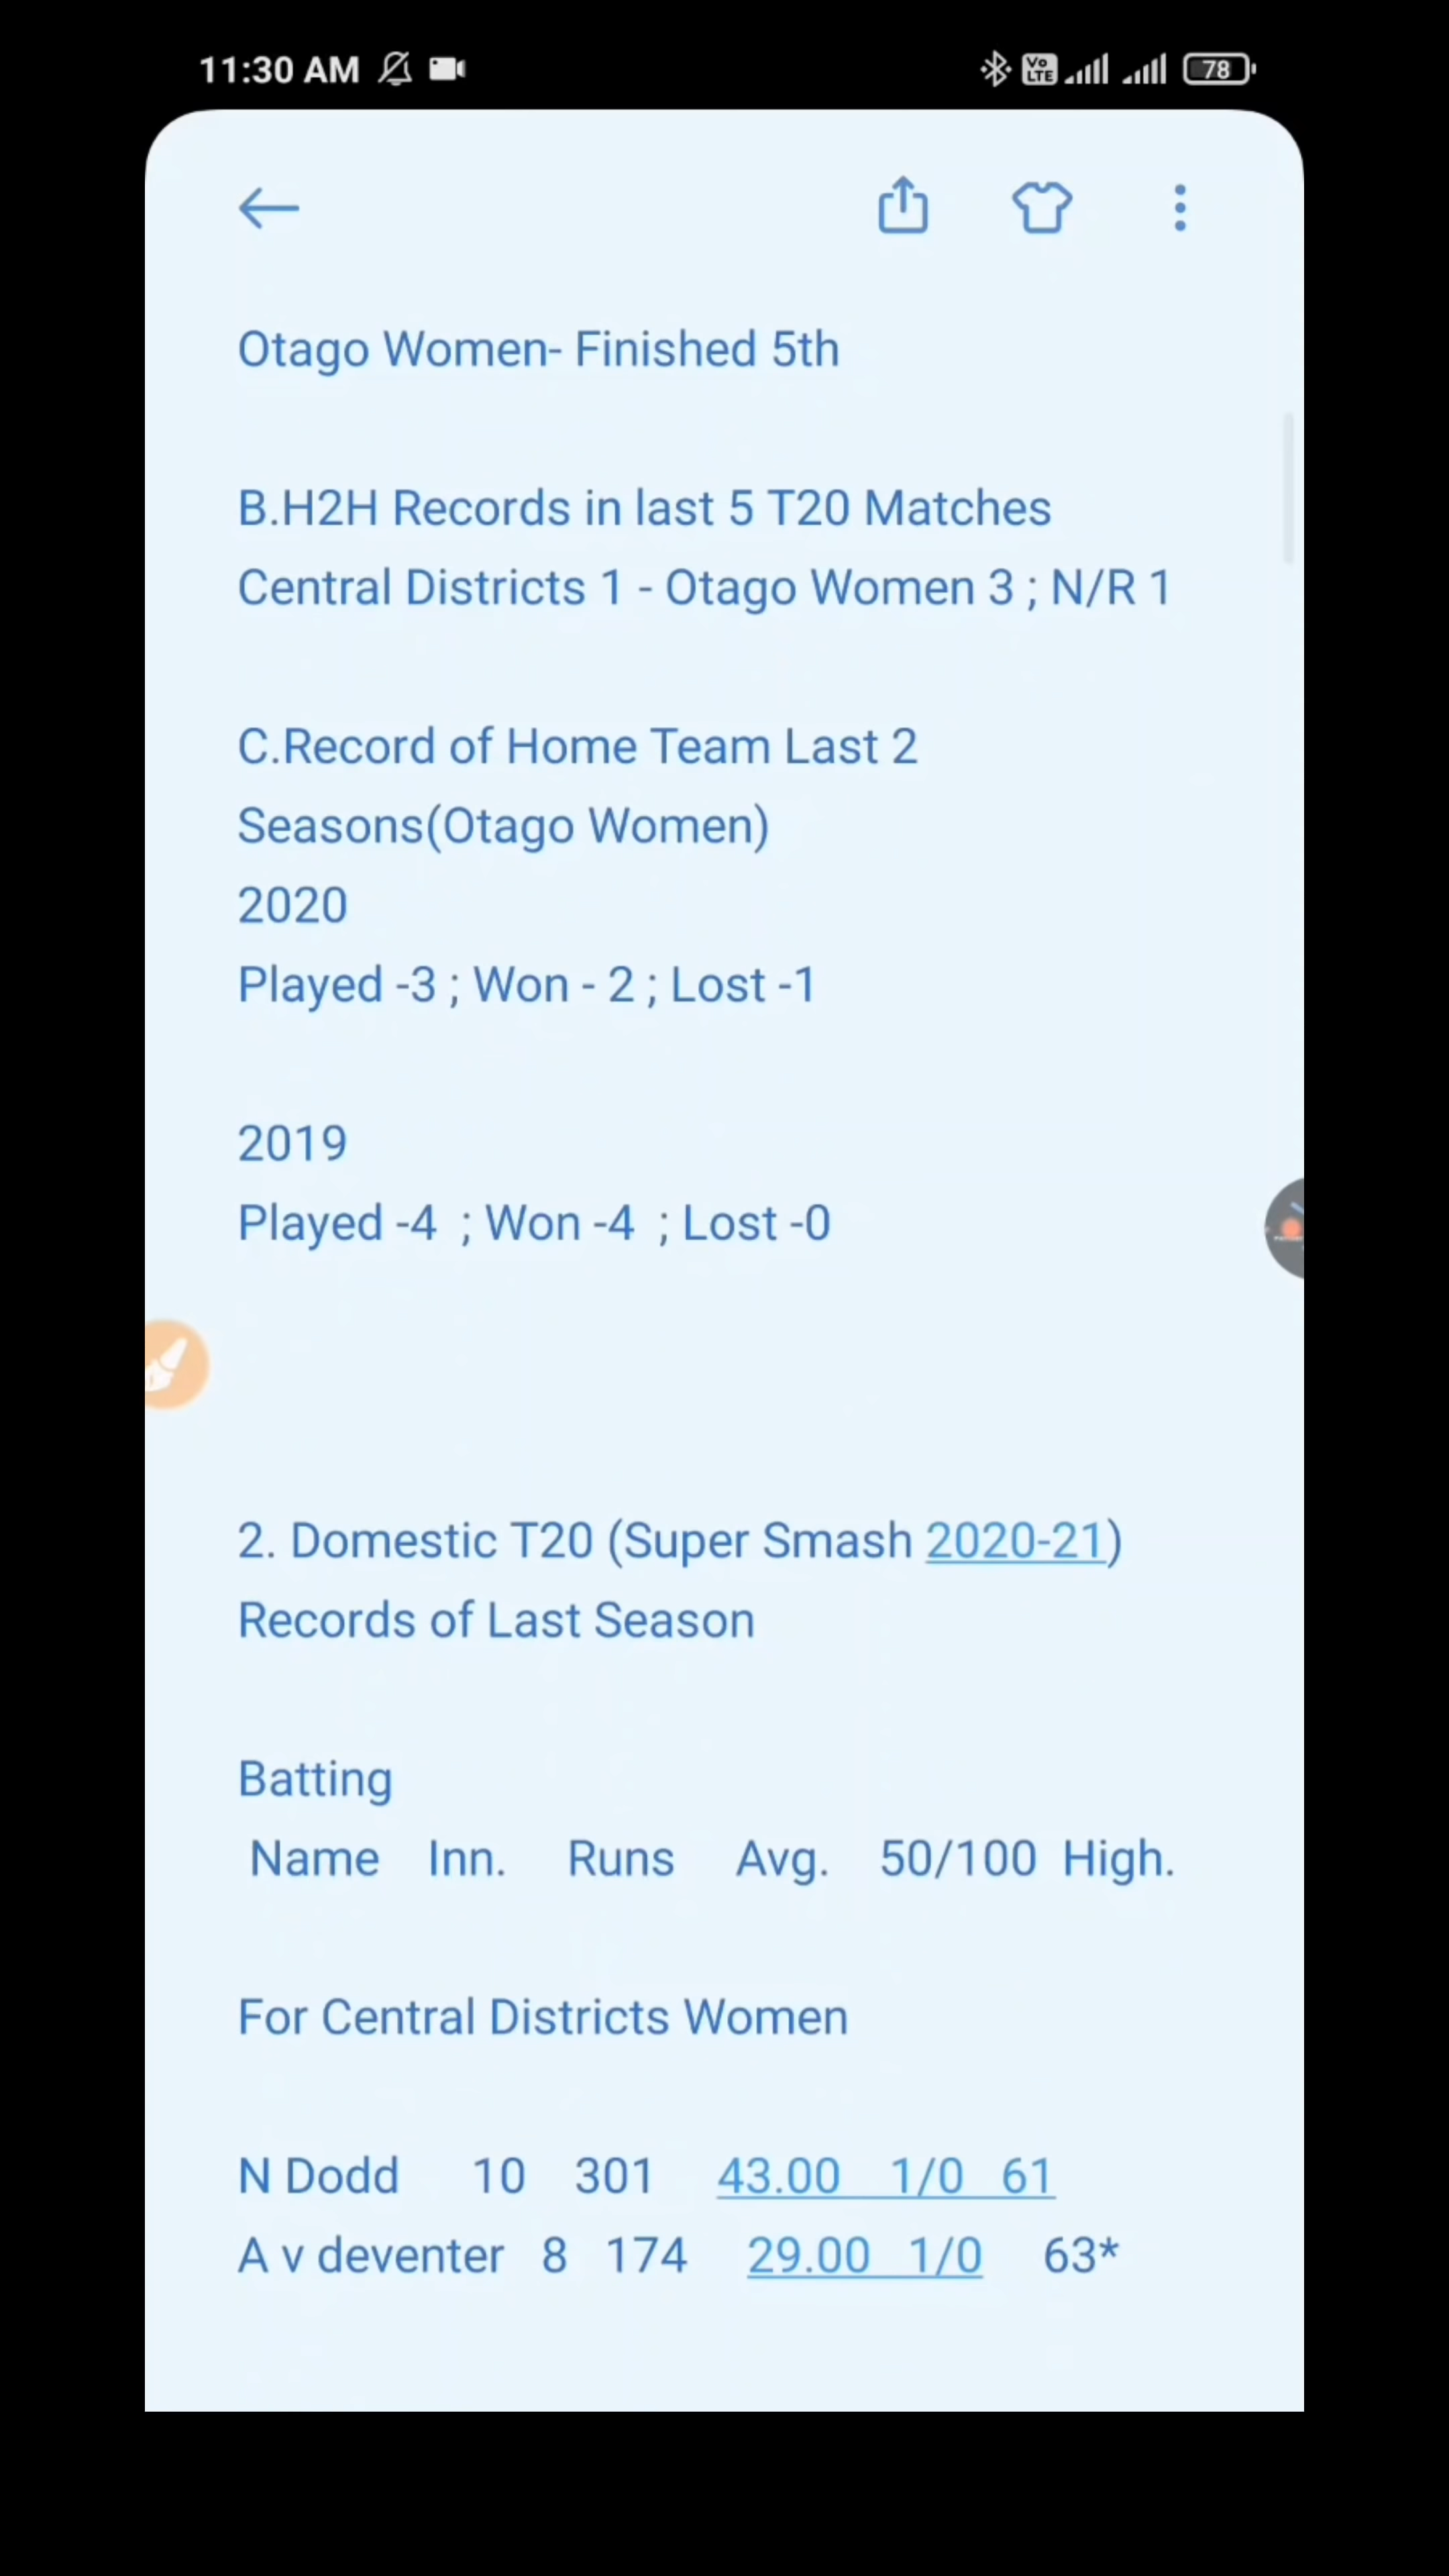 11:30 AM
Vo LTE
78
Otago Women- Finished 5th
B.H2H Records in last 5 T20 Matches
Central Districts 1 - Otago Women 3 ; N/R 1
C.Record of Home Team Last 2
Seasons(Otago Women)
2020
Played -3 ; Won - 2 ; Lost -1
2019
Played -4 ; Won -4 ; Lost -0
2. Domestic T20 (Super Smash 2020-21)
Records of Last Season
Batting
Name Inn. Runs Avg. 50/100 High.
For Central Districts Women
N Dodd 10 301 43.00 1/0 61
A v deventer 8 174 29.00 1/0 63*